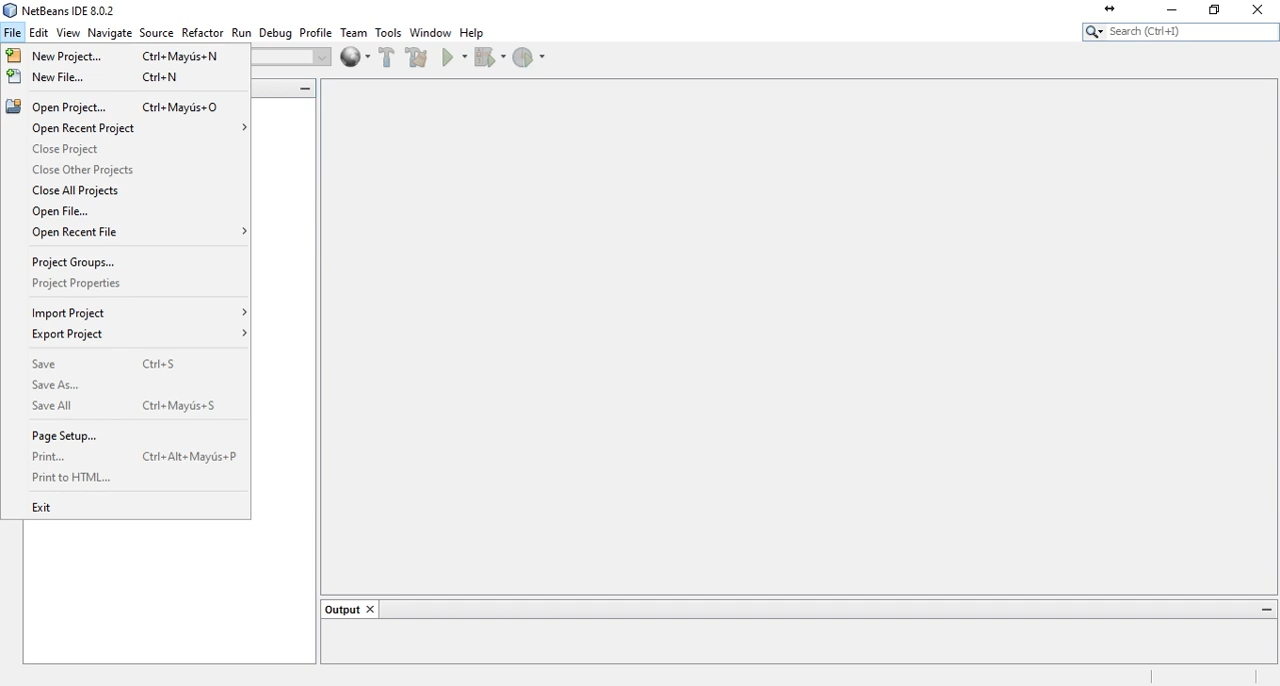 NetBeans IDE 8.0.2
File Edit View Navigate Source Refactor Run Debug Profile Team Tools Window Help
Search (Ctrl+I)
New Project... Ctrl+Mayús+N
New File... Ctrl+N
Open Project... Ctrl+Mayús+O
Open Recent Project
Close Project
Close Other Projects
Close All Projects
Open File...
Open Recent File
Project Groups...
Project Properties
Import Project
Export Project
Save Ctrl+S
Save As...
Save All Ctrl+Mayús+S
Page Setup...
Print... Ctrl+Alt+Mayús+P
Print to HTML...
Exit
Output